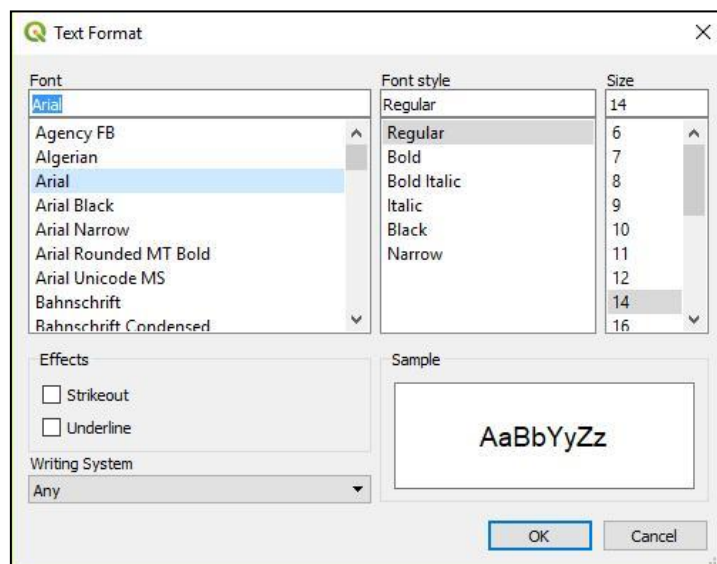 Text Format
Font
Arial
Agency FB
Algerian
Arial
Arial Black
Arial Narrow
Arial Rounded MT Bold
Arial Unicode MS
Bahnschrift
Bahnschrift Condensed
Font style
Regular
Regular
Bold
Bold Italic
Italic
Black
Narrow
Size
14
6
7
8
9
10
11
12
14
16
Effects
Strikeout
Underline
Writing System
Any
Sample
AaBbYyZz
OK
Cancel